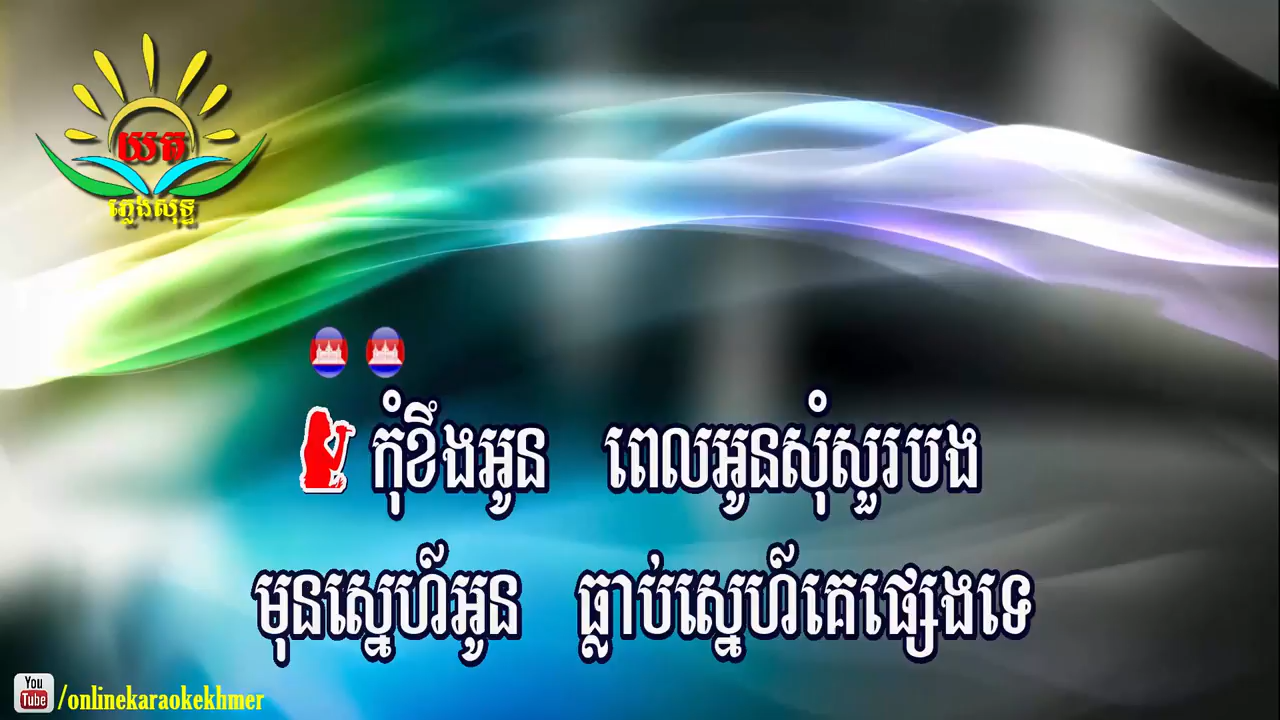 យត
ភ្លេងសុទ្ធ
កុំខឹងអូន ពេលអូនសុំសួរបង
មុនស្នេហ៍អូន ធ្លាប់ស្នេហ៍គេផ្សេងទេ
You Tube /onlinekaraokekhmer